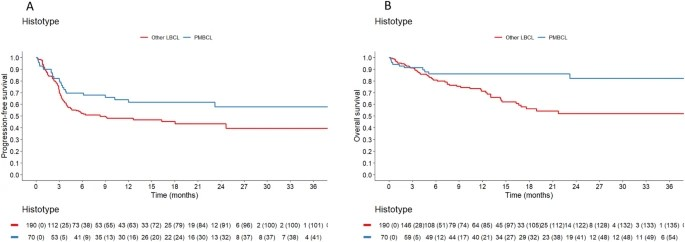 A
Histotype
Other LBCL PMBCL
Progression-free survival
1.0
0.9
0.8
0.7
0.6
0.5
0.4
0.3
0.2
0.1
0.0
0 3 6 9 12 15 18 21 24 27 30 33 36
Time (months)
Histotype
190 (0) 112 (25) 73 (38) 53 (55) 43 (63) 33 (72) 25 (79) 19 (84) 12 (91) 6 (96) 2 (100) 2 (100) 1 (101)
70 (0) 53 (5) 41 (9) 35 (13) 30 (16) 26 (20) 22 (24) 16 (30) 13 (32) 8 (37) 8 (37) 7 (38) 4 (41)
B
Histotype
Other LBCL PMBCL
Overall survival
1.0
0.9
0.8
0.7
0.6
0.5
0.4
0.3
0.2
0.1
0.0
0 3 6 9 12 15 18 21 24 27 30 33 36
Time (months)
Histotype
190 (0) 146 (28) 108 (51) 79 (74) 64 (85) 44 (97) 33 (105) 25 (112) 14 (122) 8 (128) 4 (132) 3 (133) 1 (135)
70 (0) 59 (5) 49 (12) 44 (17) 40 (21) 34 (27) 29 (32) 23 (38) 19 (41) 12 (48) 12 (48) 11 (49) 6 (54)